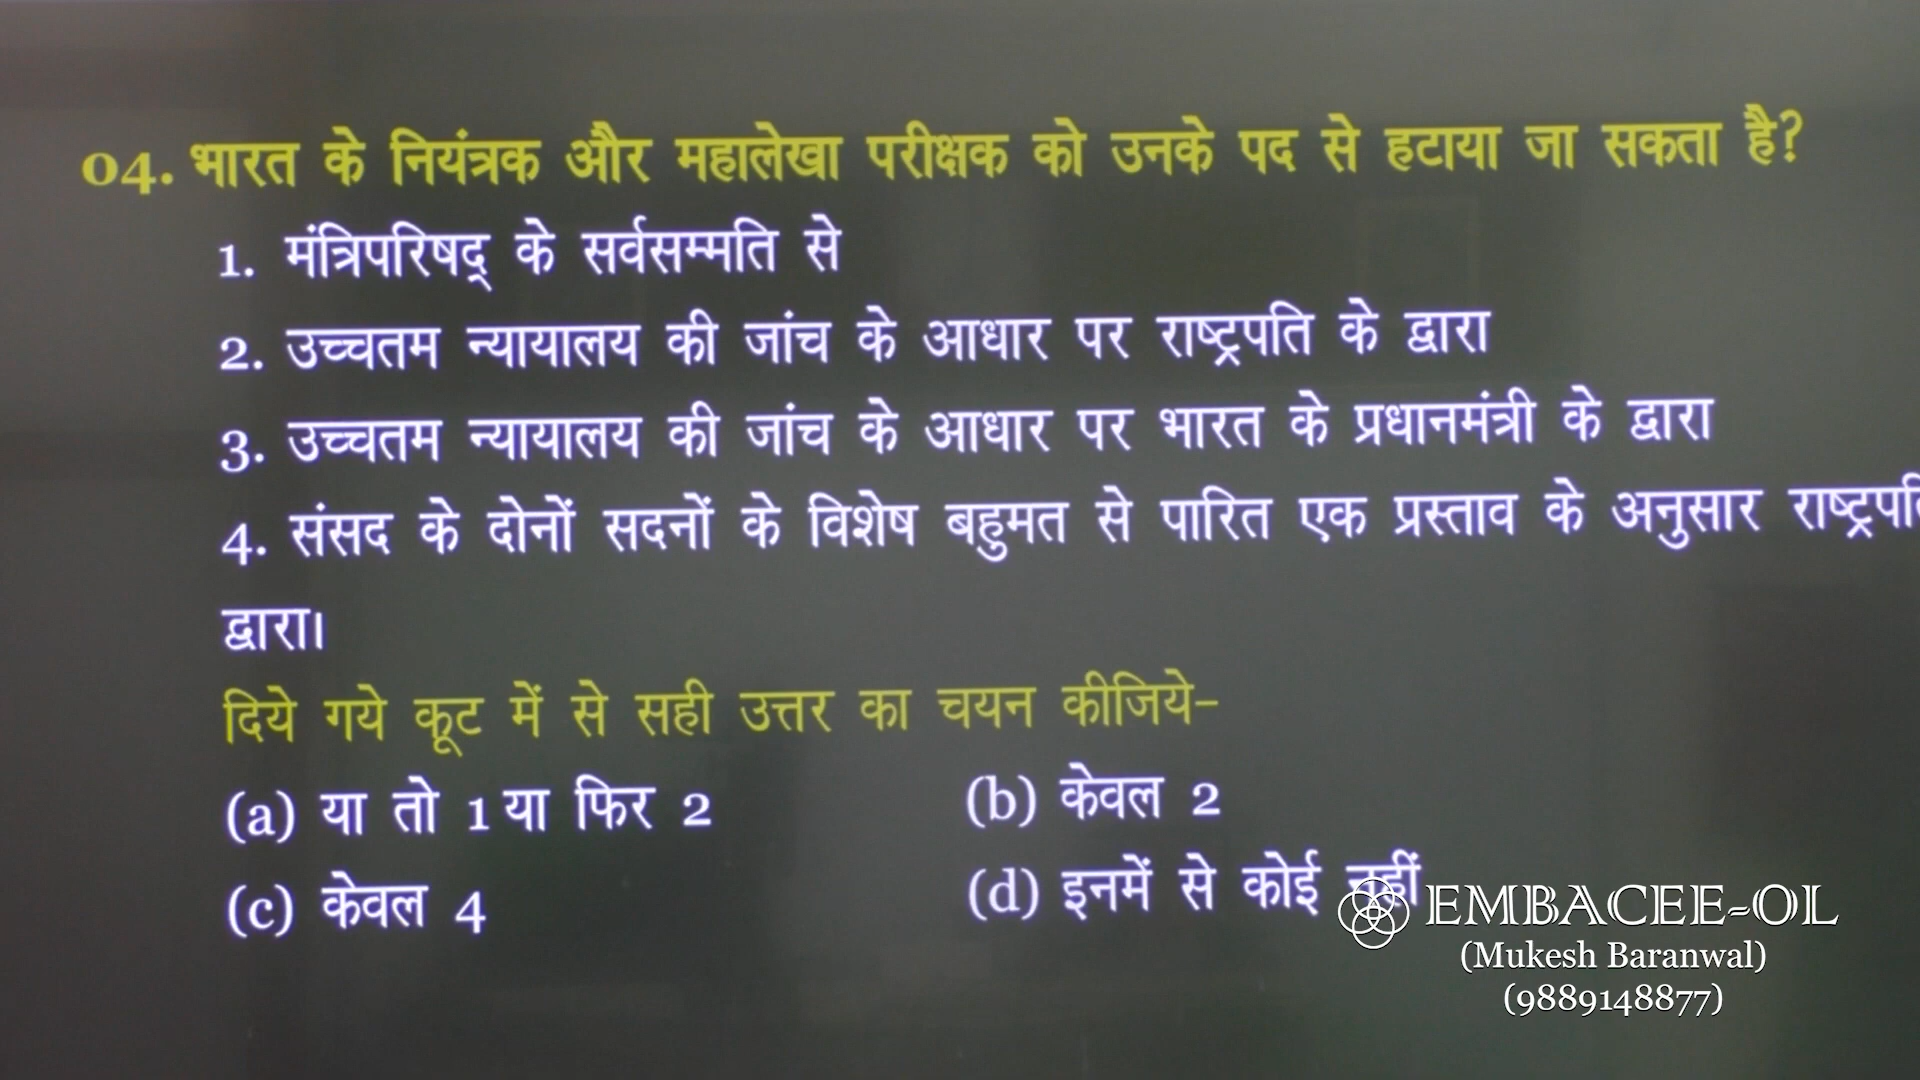 04. भारत के नियंत्रक और महालेखा परीक्षक को उनके पद से हटाया जा सकता है?
1. मंत्रिपरिषद् के सर्वसम्मति से
2. उच्चतम न्यायालय की जांच के आधार पर राष्ट्रपति के द्वारा
3. उच्चतम न्यायालय की जांच के आधार पर भारत के प्रधानमंत्री के द्वारा
4. संसद के दोनों सदनों के विशेष बहुमत से पारित एक प्रस्ताव के अनुसार राष्ट्रपति
द्वारा।
दिये गये कूट में से सही उत्तर का चयन कीजिये-
(a) या तो 1 या फिर 2 (b) केवल 2
(c) केवल 4 (d) इनमें से कोई नहीं
EMBACEE-OL
(Mukesh Baranwal)
(9889148877)